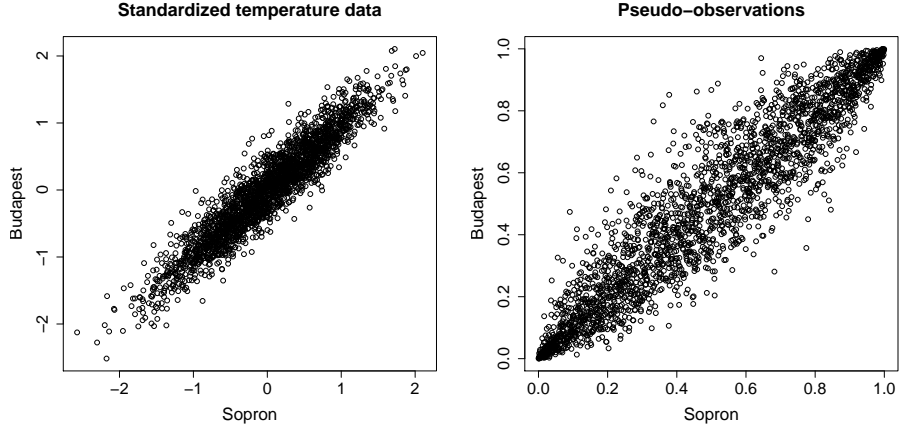 Standardized temperature data
Budapest
2
1
0
−1
−2
−2 −1 0 1 2
Sopron
Pseudo−observations
Budapest
1.0
0.8
0.6
0.4
0.2
0.0
0.0 0.2 0.4 0.6 0.8 1.0
Sopron